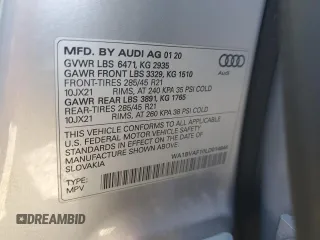 MFD. BY AUDI AG 01 20
GVWR LBS 6471, KG 2935
GAWR FRONT LBS 3329, KG 1510
FRONT-TIRES 285/45 R21
10JX21 RIMS, AT 240 KPA 35 PSI COLD
GAWR REAR LBS 3891, KG 1765
REAR-TIRES 285/45 R21
10JX21 RIMS, AT 260 KPA 38 PSI COLD
THIS VEHICLE CONFORMS TO ALL APPLICABLE
U.S. FEDERAL MOTOR VEHICLE SAFETY STANDARDS
IN EFFECT ON THE DATE OF
MANUFACTURE SHOWN ABOVE.
SLOVAKIA
TYPE:
MPV
Audi
AUTOBIDMASTER